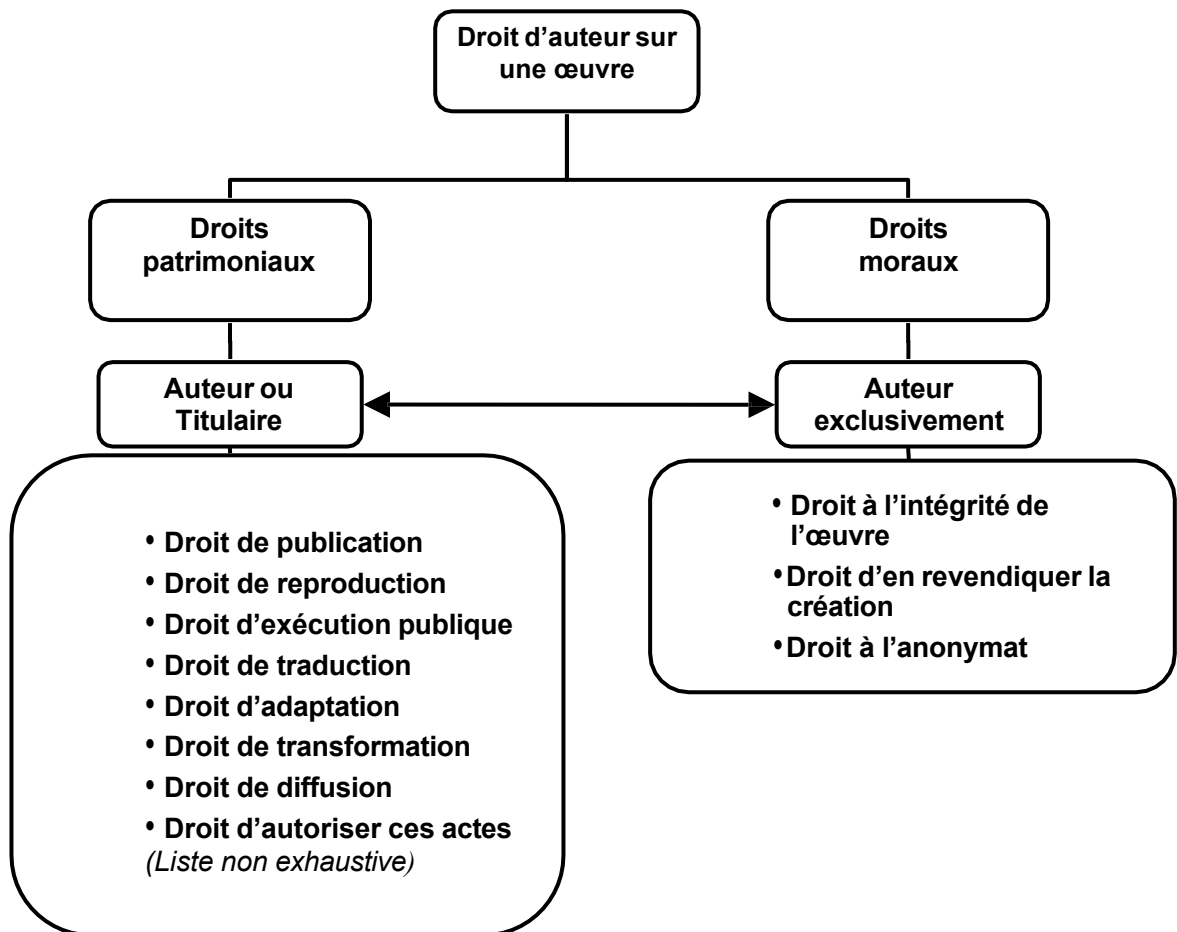 Droit d’auteur sur
une œuvre
Droits
patrimoniaux
Droits
moraux
Auteur ou
Titulaire
Auteur
exclusivement
• Droit de publication
• Droit de reproduction
• Droit d’exécution publique
• Droit de traduction
• Droit d’adaptation
• Droit de transformation
• Droit de diffusion
• Droit d’autoriser ces actes
(Liste non exhaustive)
• Droit à l’intégrité de
l’œuvre
• Droit d’en revendiquer la
création
• Droit à l’anonymat